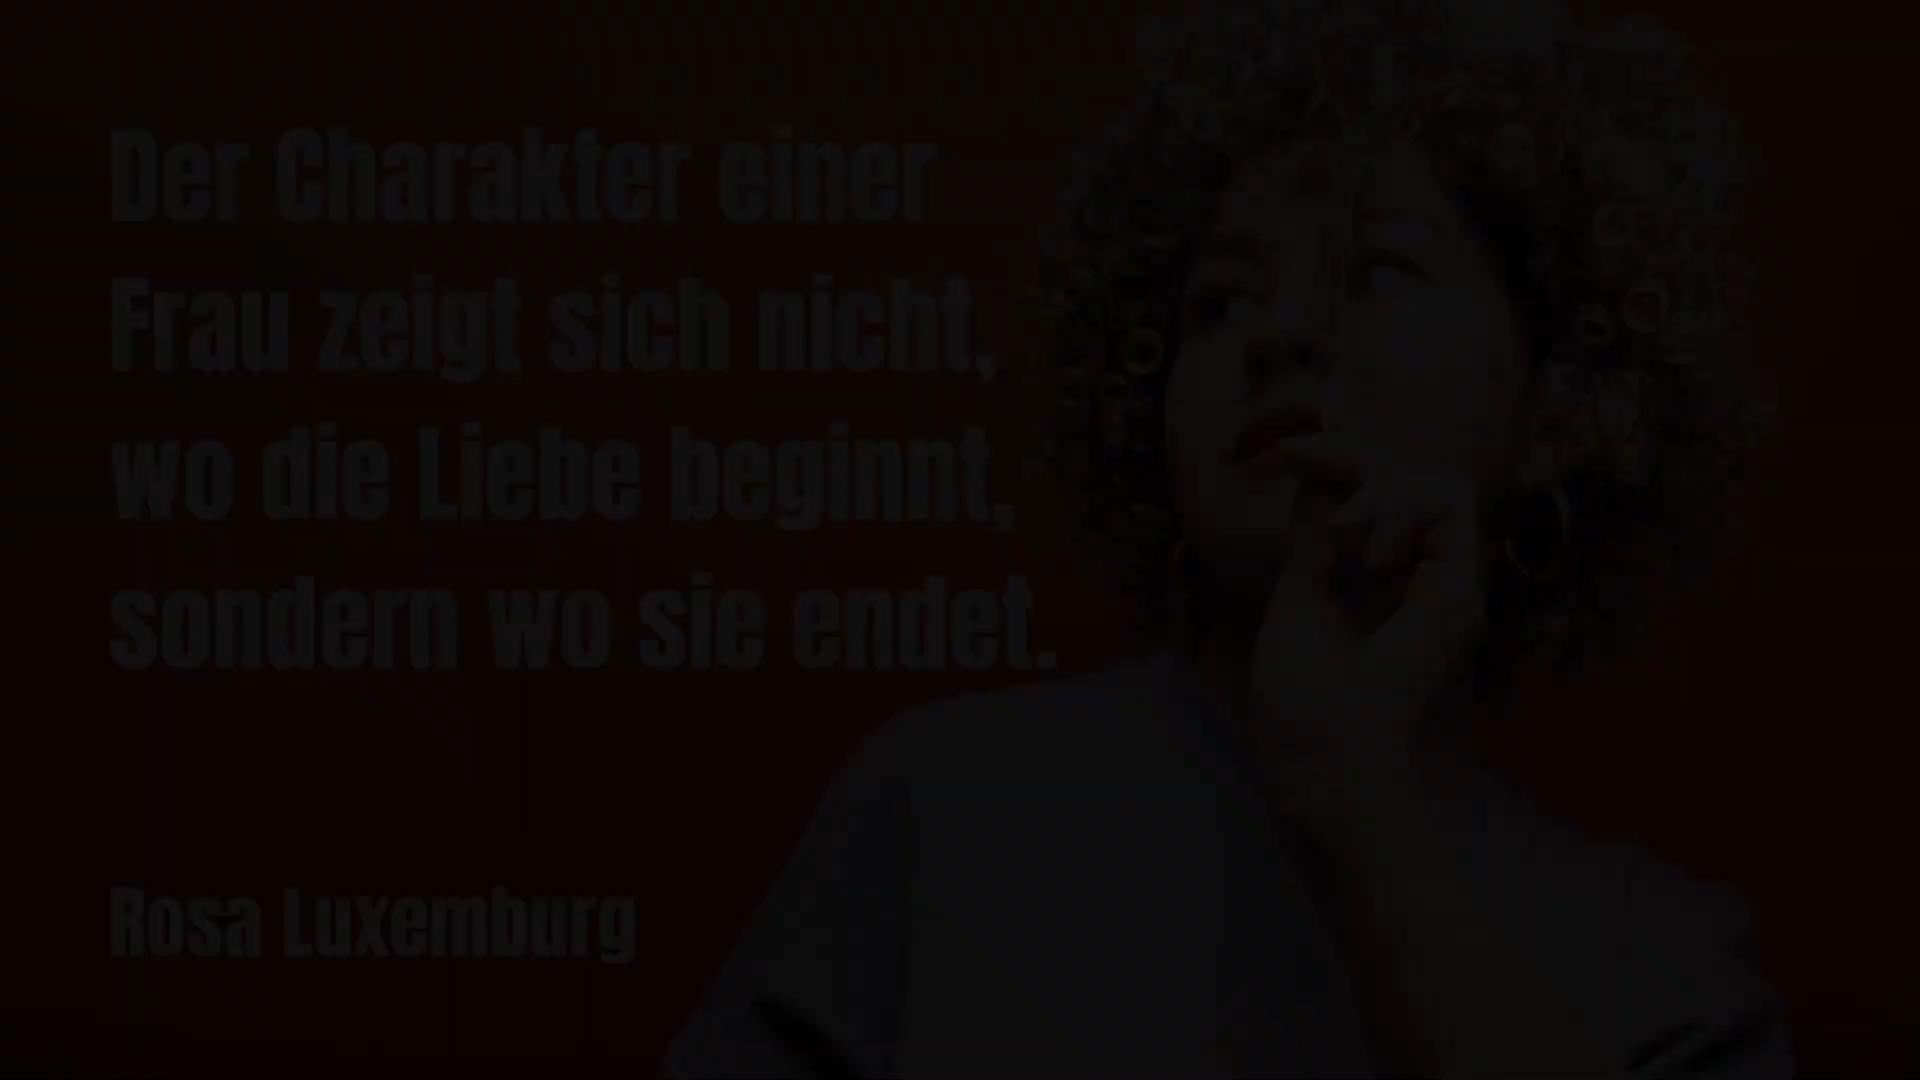 Der Charakter einer
Frau zeigt sich nicht,
wo die Liebe beginnt,
sondern wo sie endet.
Rosa Luxemburg